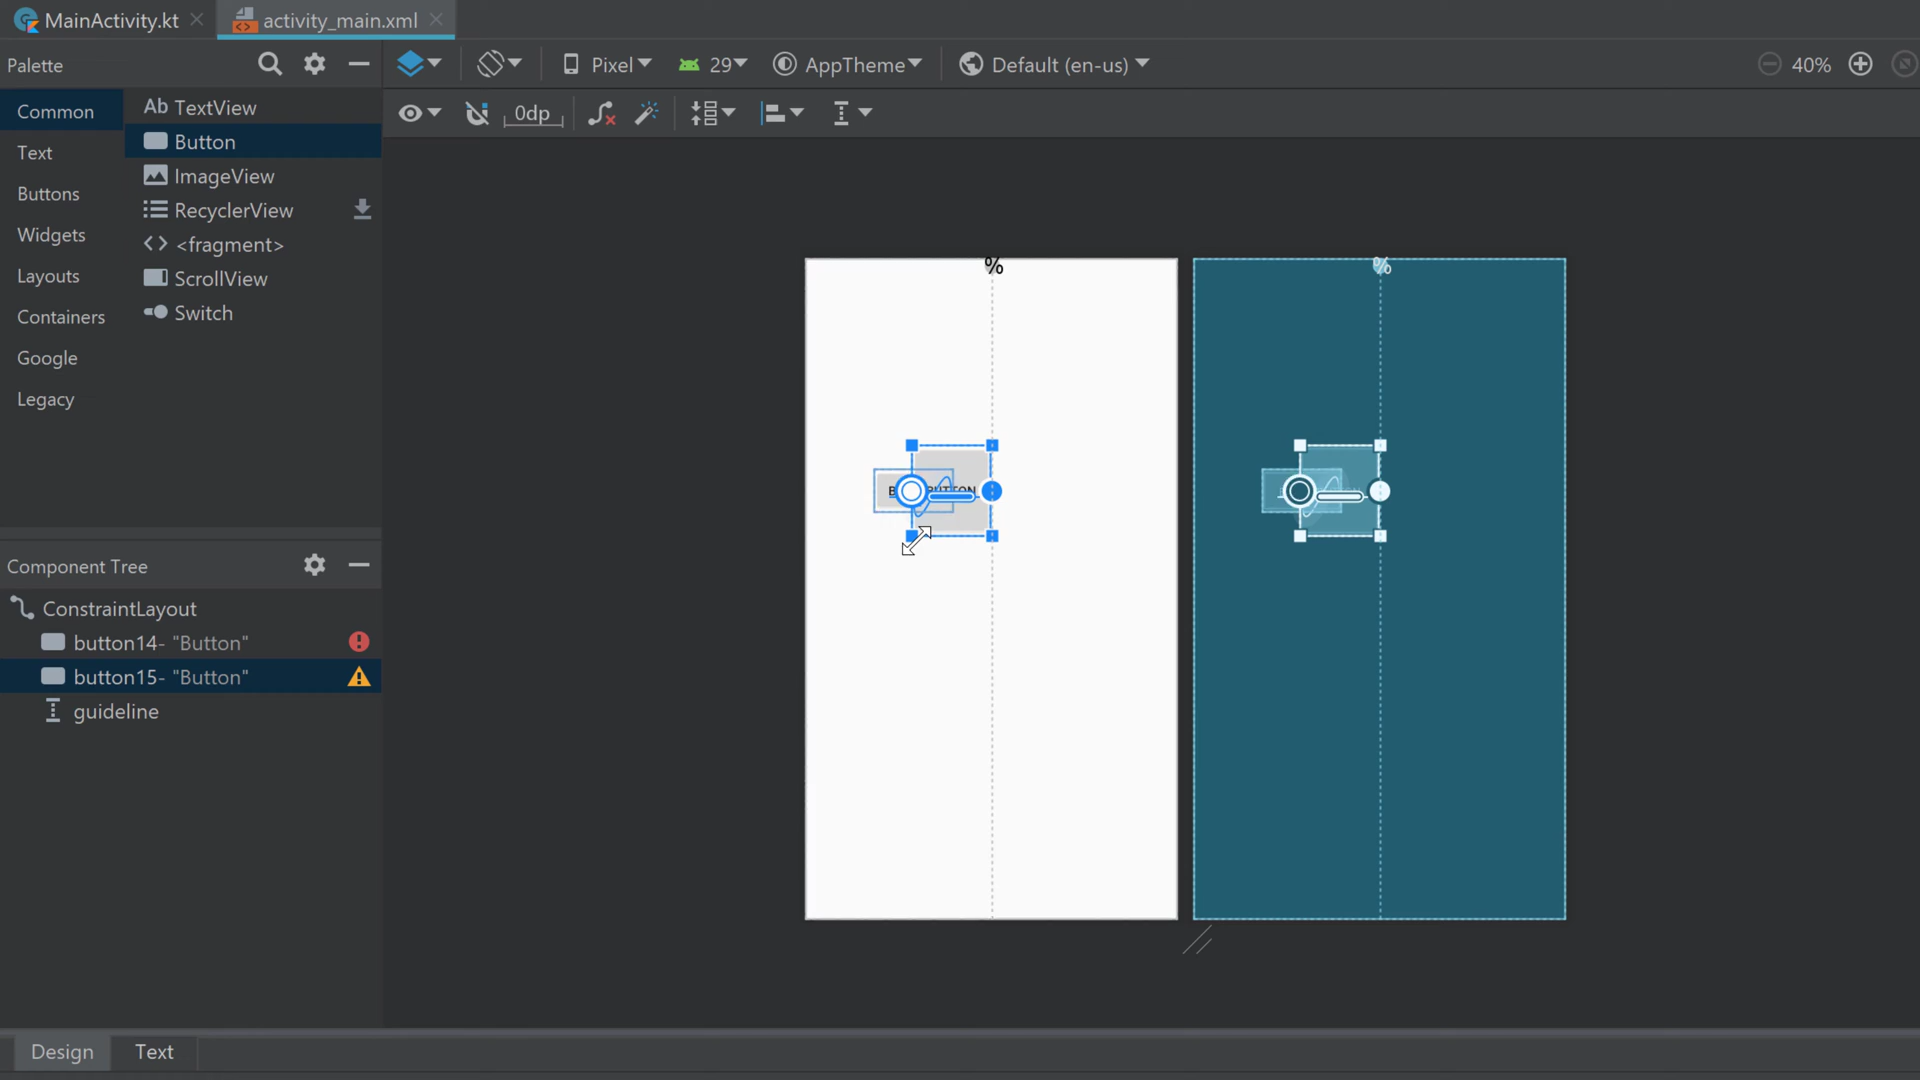 MainActivity.kt
activity_main.xml
Palette
Pixel
29
AppTheme
Default (en-us)
40%
0dp
Common
Text
Buttons
Widgets
Layouts
Containers
Google
Legacy
Ab TextView
Button
ImageView
RecyclerView
<fragment>
ScrollView
Switch
%
%
BUTTON
Component Tree
ConstraintLayout
button14- "Button"
button15- "Button"
guideline
Design
Text